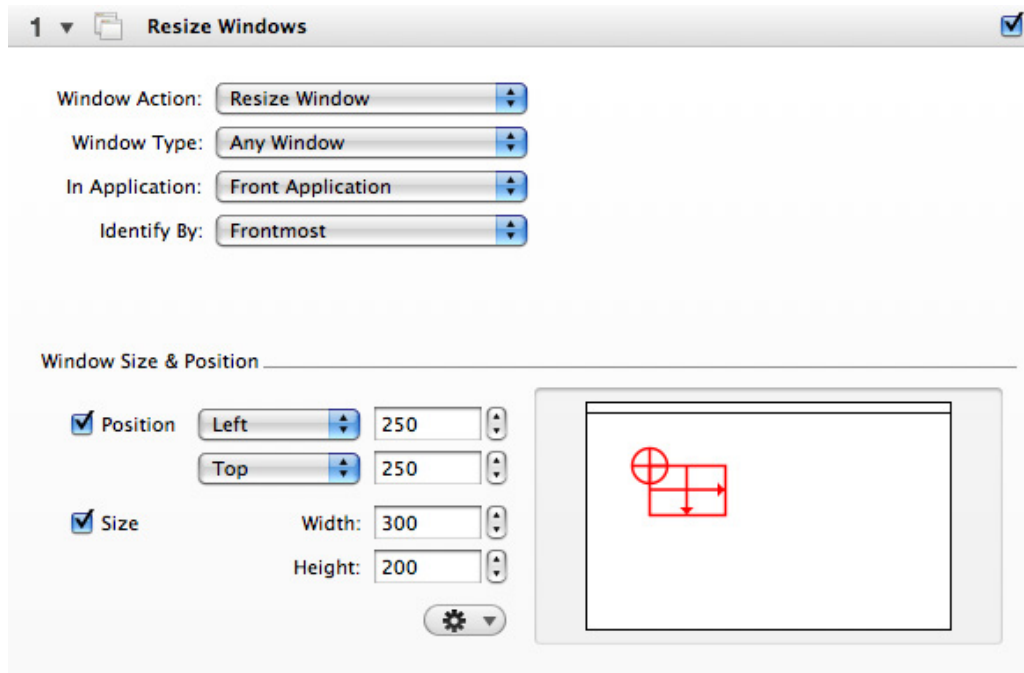 1 Resize Windows
Window Action: Resize Window
Window Type: Any Window
In Application: Front Application
Identify By: Frontmost
Window Size & Position
Position Left 250
Top 250
Size Width: 300
Height: 200